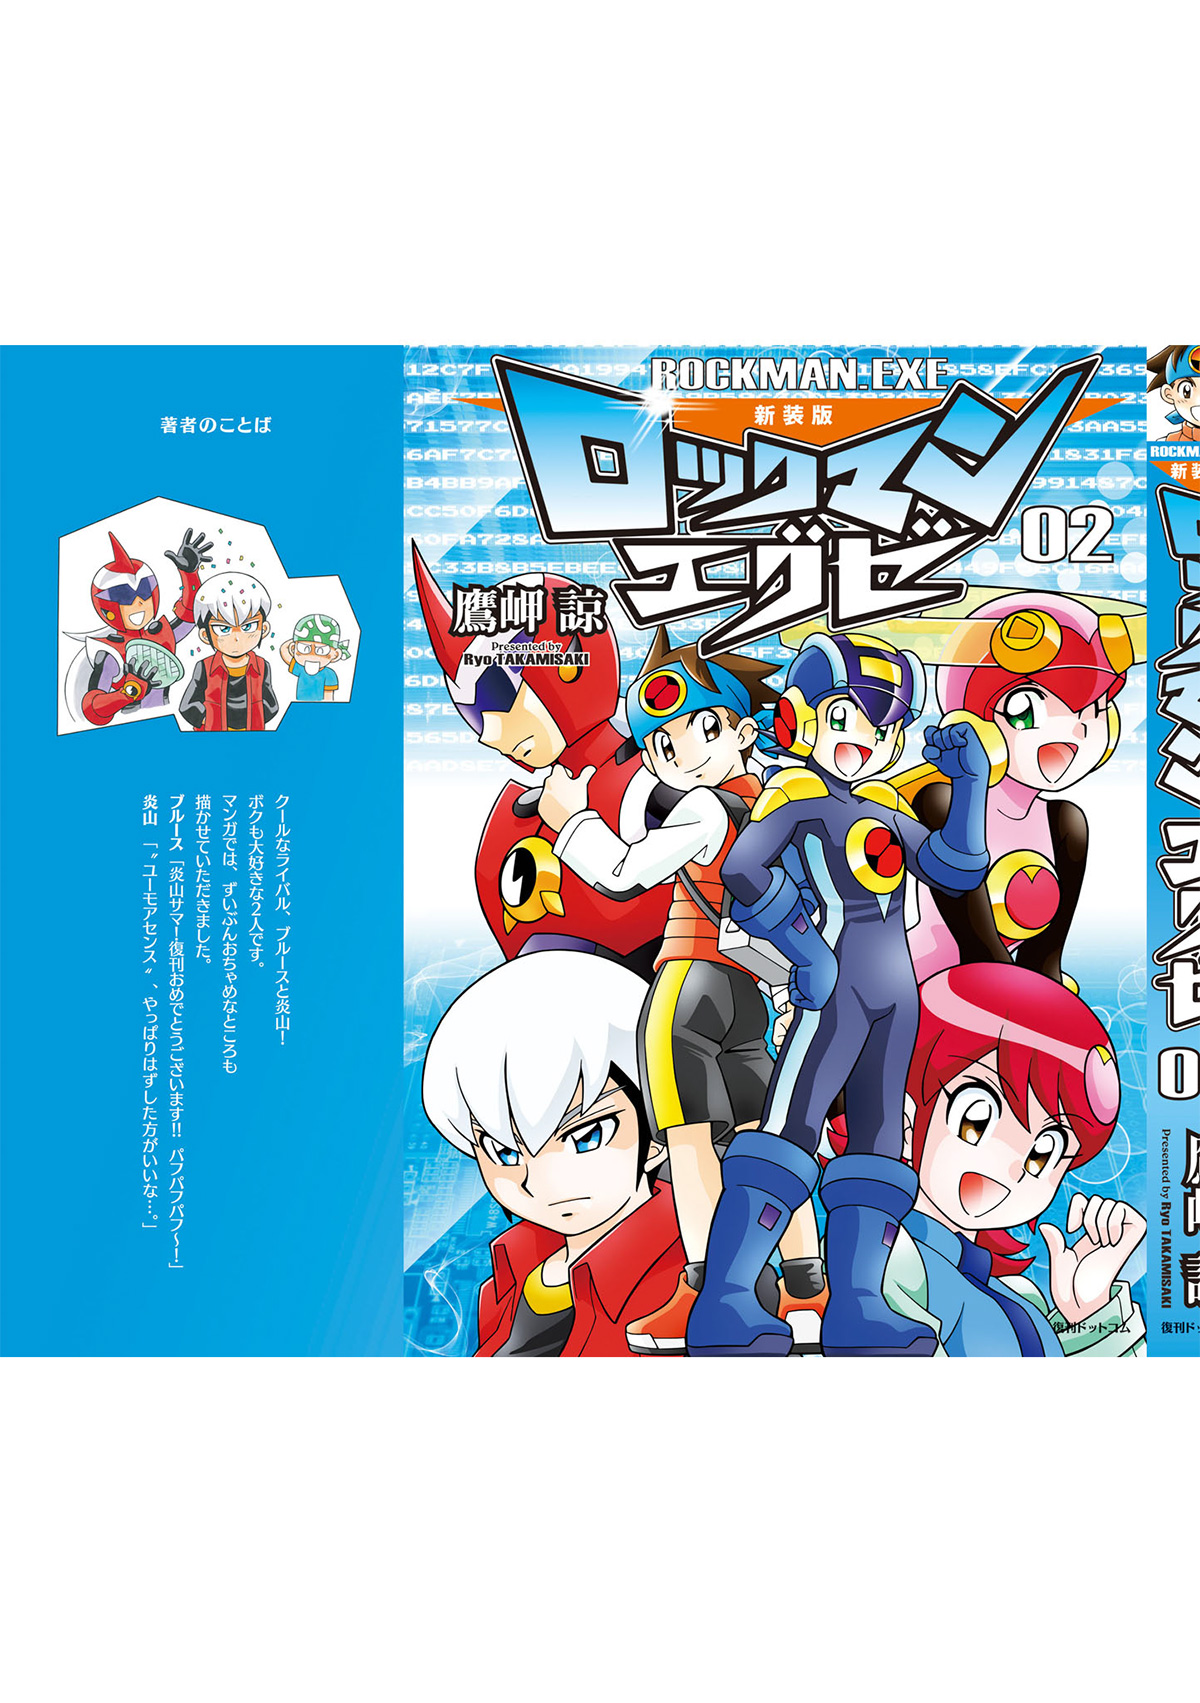 著者のことば
クールなライバル、ブルースと炎山！
ボクも大好きな２人です。
マンガでは、ずいぶんおちゃめなところも
描かせていただきました。
ブルース「炎山サマー！復刊おめでとうございます!! パフパフパフ〜！」
炎山 「〝ユーモアセンス〟、やっぱりはずした方がいいな…。」
ROCKMAN.EXE
新装版
ロックマン
エグゼ
02
鷹岬 諒
Presented by
Ryo TAKAMISAKI
復刊ドットコム
ROCKMA
新装
Presented by Ryo TAKAMISAKI
復刊ド